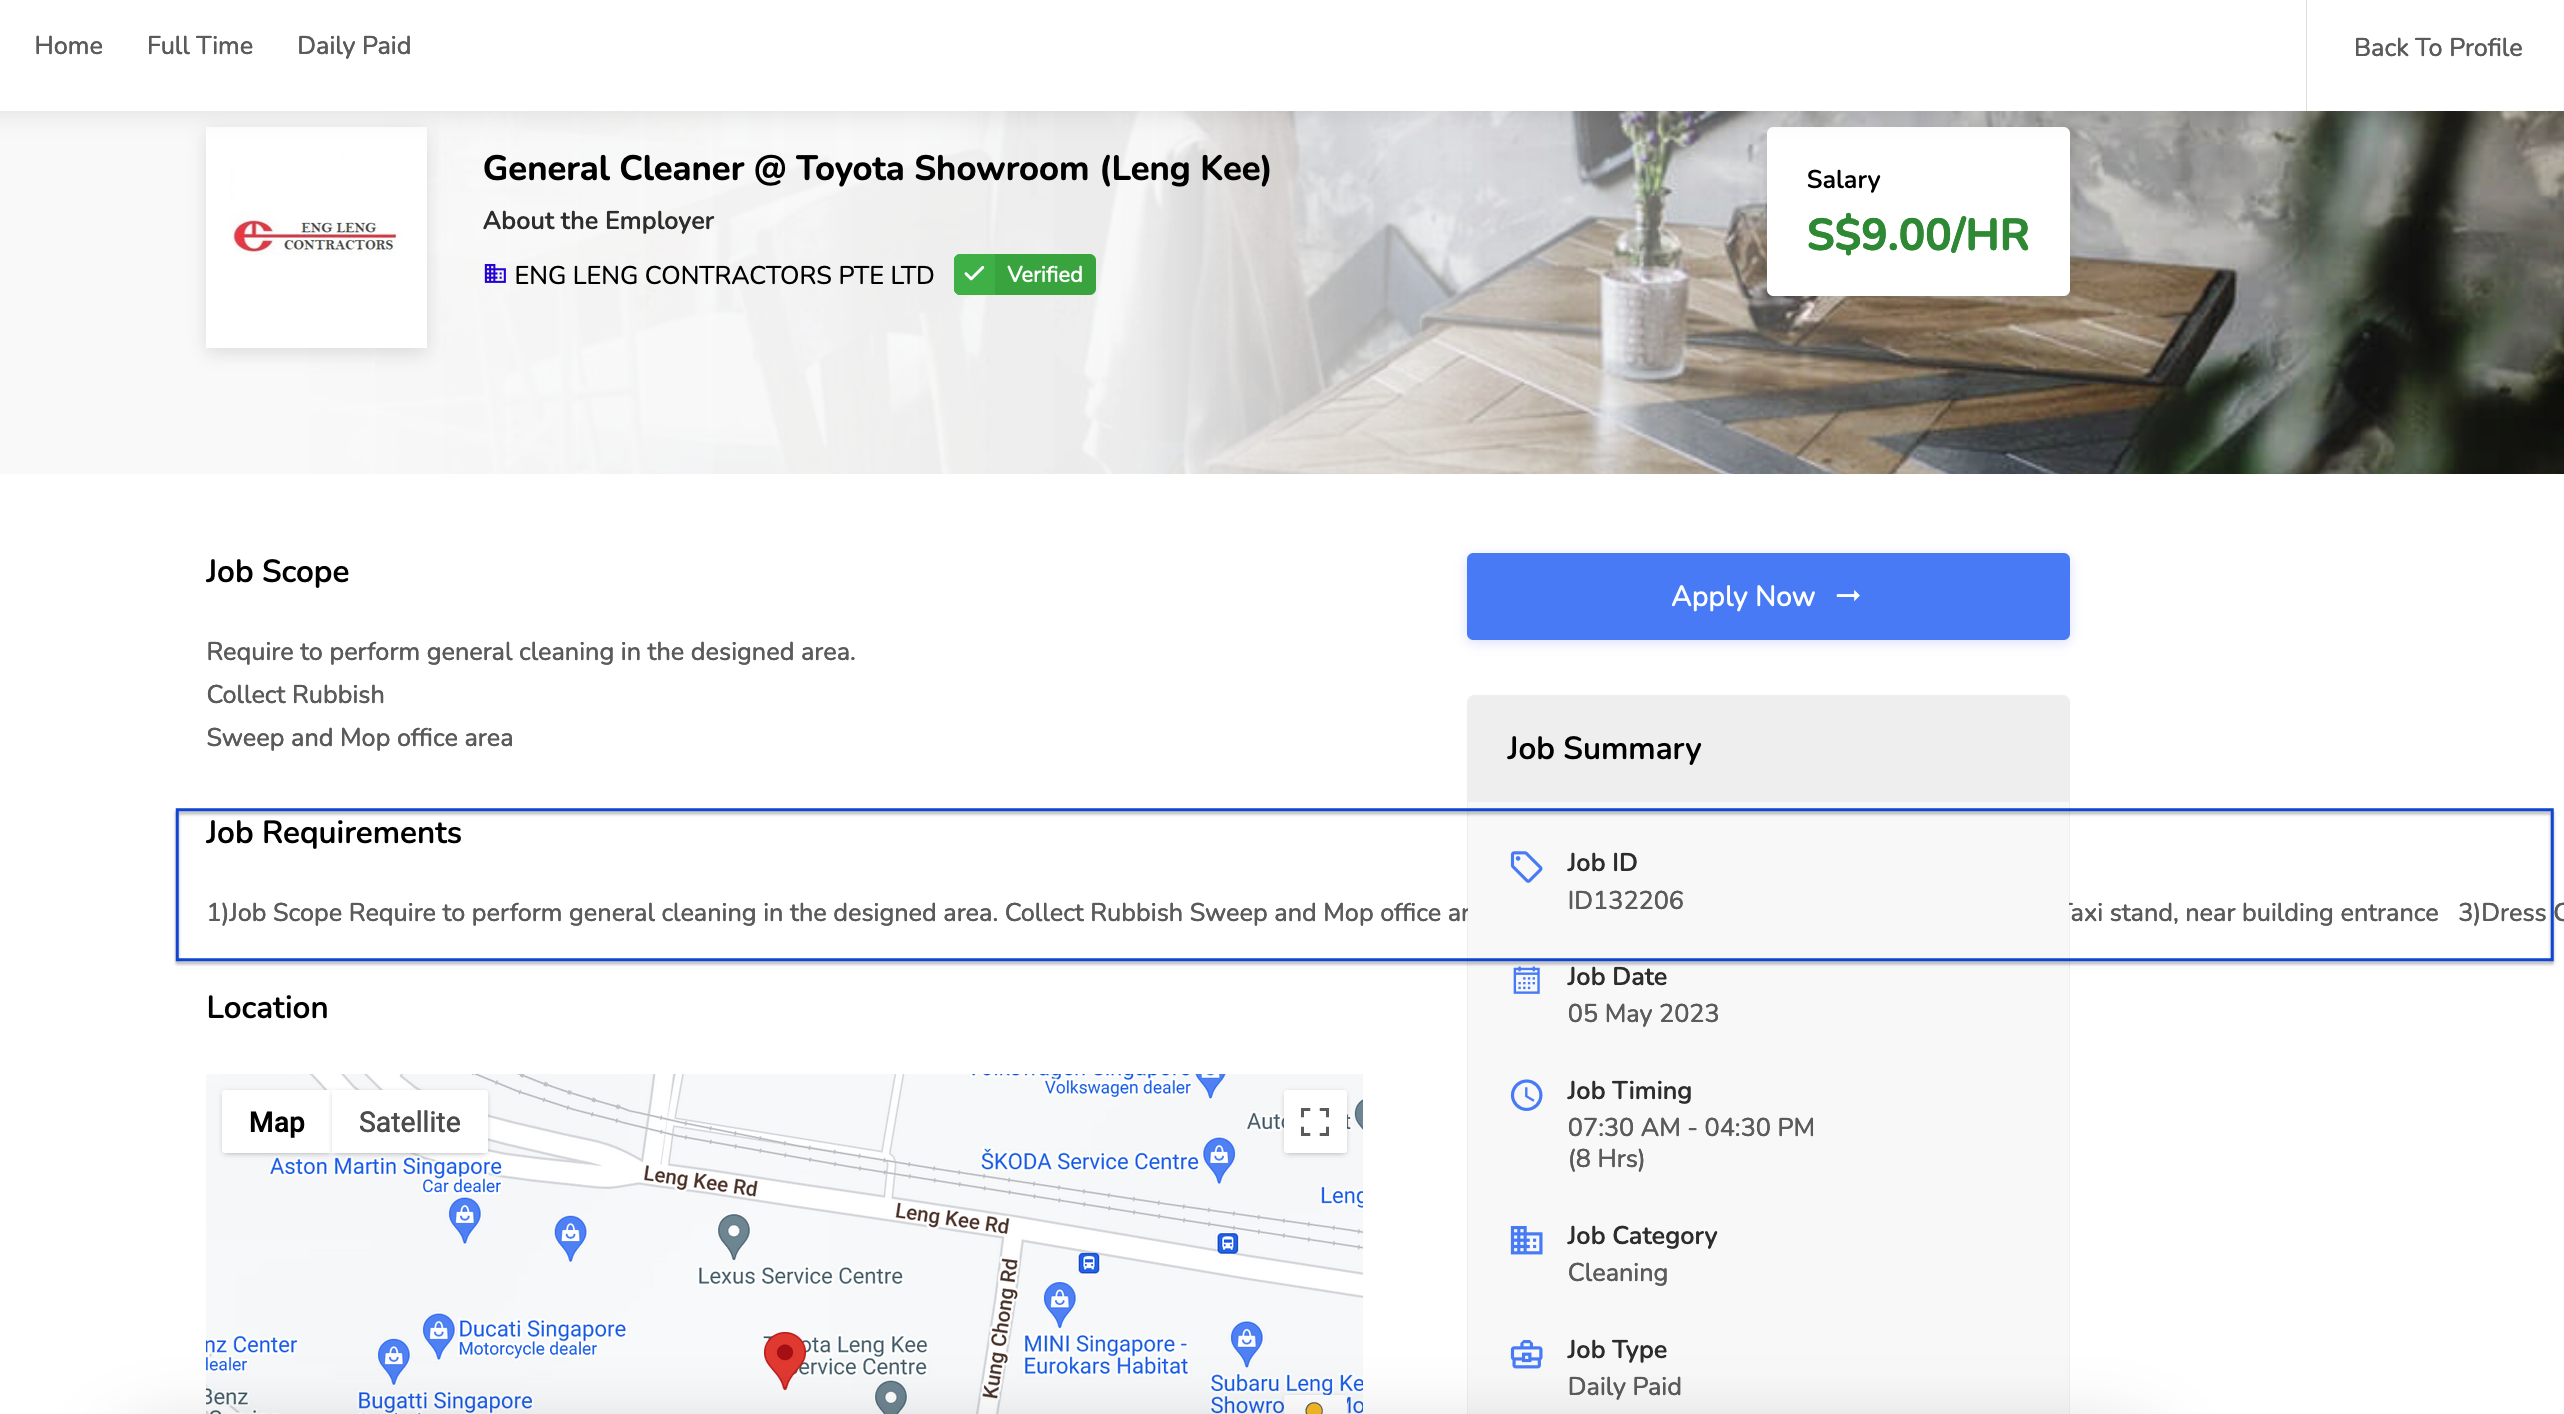 Home Full Time Daily Paid Back To Profile
ENG LENG
CONTRACTORS
General Cleaner @ Toyota Showroom (Leng Kee)
About the Employer
ENG LENG CONTRACTORS PTE LTD Verified
Salary
S$9.00/HR
Job Scope
Require to perform general cleaning in the designed area.
Collect Rubbish
Sweep and Mop office area
Job Requirements
1)Job Scope Require to perform general cleaning in the designed area. Collect Rubbish Sweep and Mop office ar
Taxi stand, near building entrance 3)Dress
Location
Map Satellite
Volkswagen dealer
Aston Martin Singapore
Car dealer
ŠKODA Service Centre
Leng Kee Rd
Leng Kee Rd
Leng
Lexus Service Centre
Kung Chong Rd
Ducati Singapore
Motorcycle dealer
nz Center
Toyota Leng Kee
Service Centre
MINI Singapore -
Eurokars Habitat
Bugatti Singapore
Benz
Subaru Leng Ke
Showro
Apply Now →
Job Summary
Job ID
ID132206
Job Date
05 May 2023
Job Timing
07:30 AM - 04:30 PM
(8 Hrs)
Job Category
Cleaning
Job Type
Daily Paid